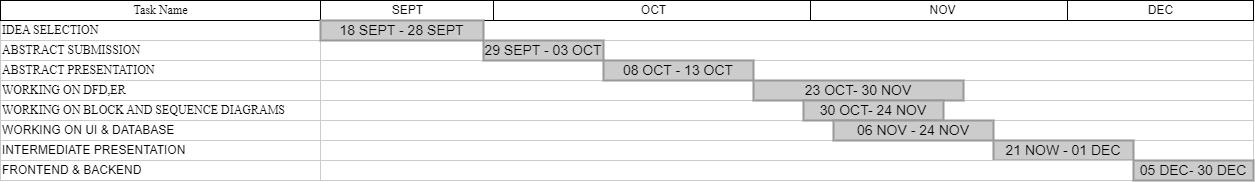 Task Name SEPT OCT NOV DEC
IDEA SELECTION 18 SEPT - 28 SEPT
ABSTRACT SUBMISSION 29 SEPT - 03 OCT
ABSTRACT PRESENTATION 08 OCT - 13 OCT
WORKING ON DFD,ER 23 OCT- 30 NOV
WORKING ON BLOCK AND SEQUENCE DIAGRAMS 30 OCT- 24 NOV
WORKING ON UI & DATABASE 06 NOV - 24 NOV
INTERMEDIATE PRESENTATION 21 NOW - 01 DEC
FRONTEND & BACKEND 05 DEC- 30 DEC